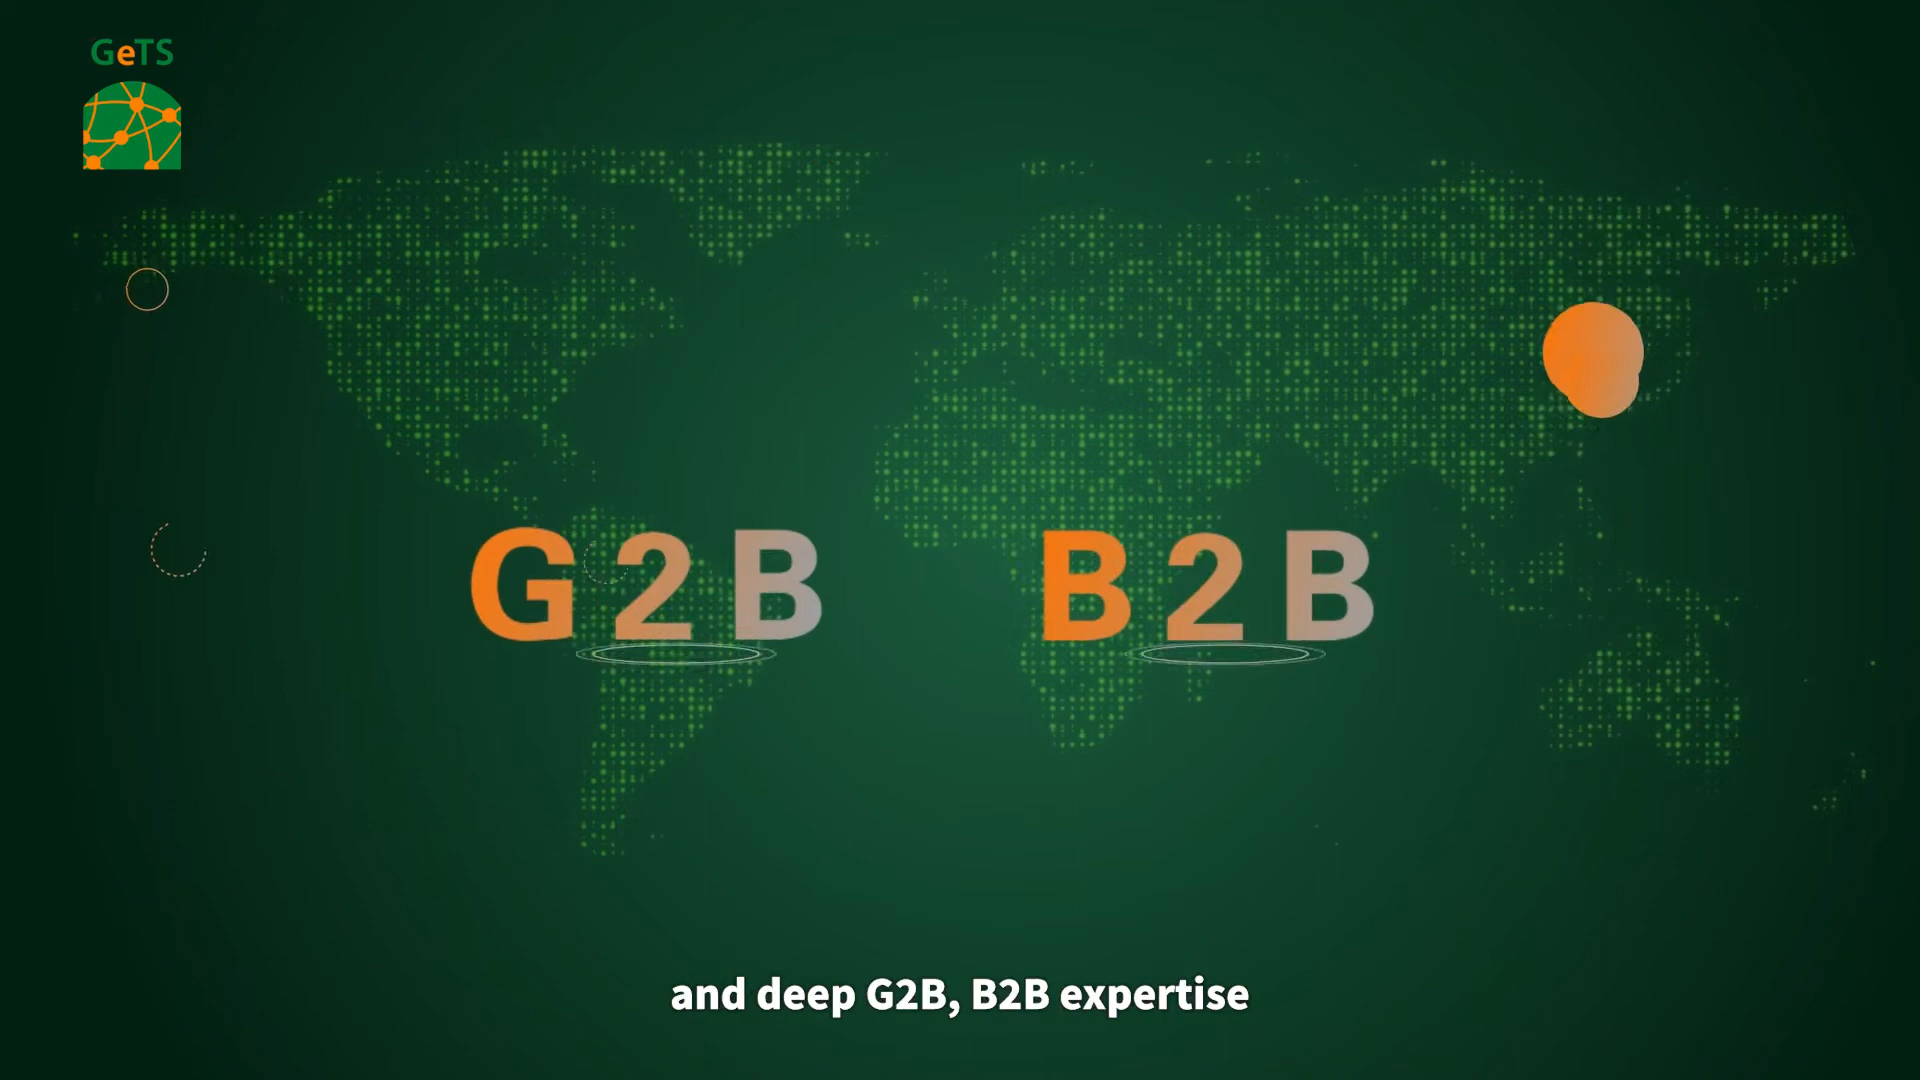 GeTS
G2B B2B
and deep G2B, B2B expertise